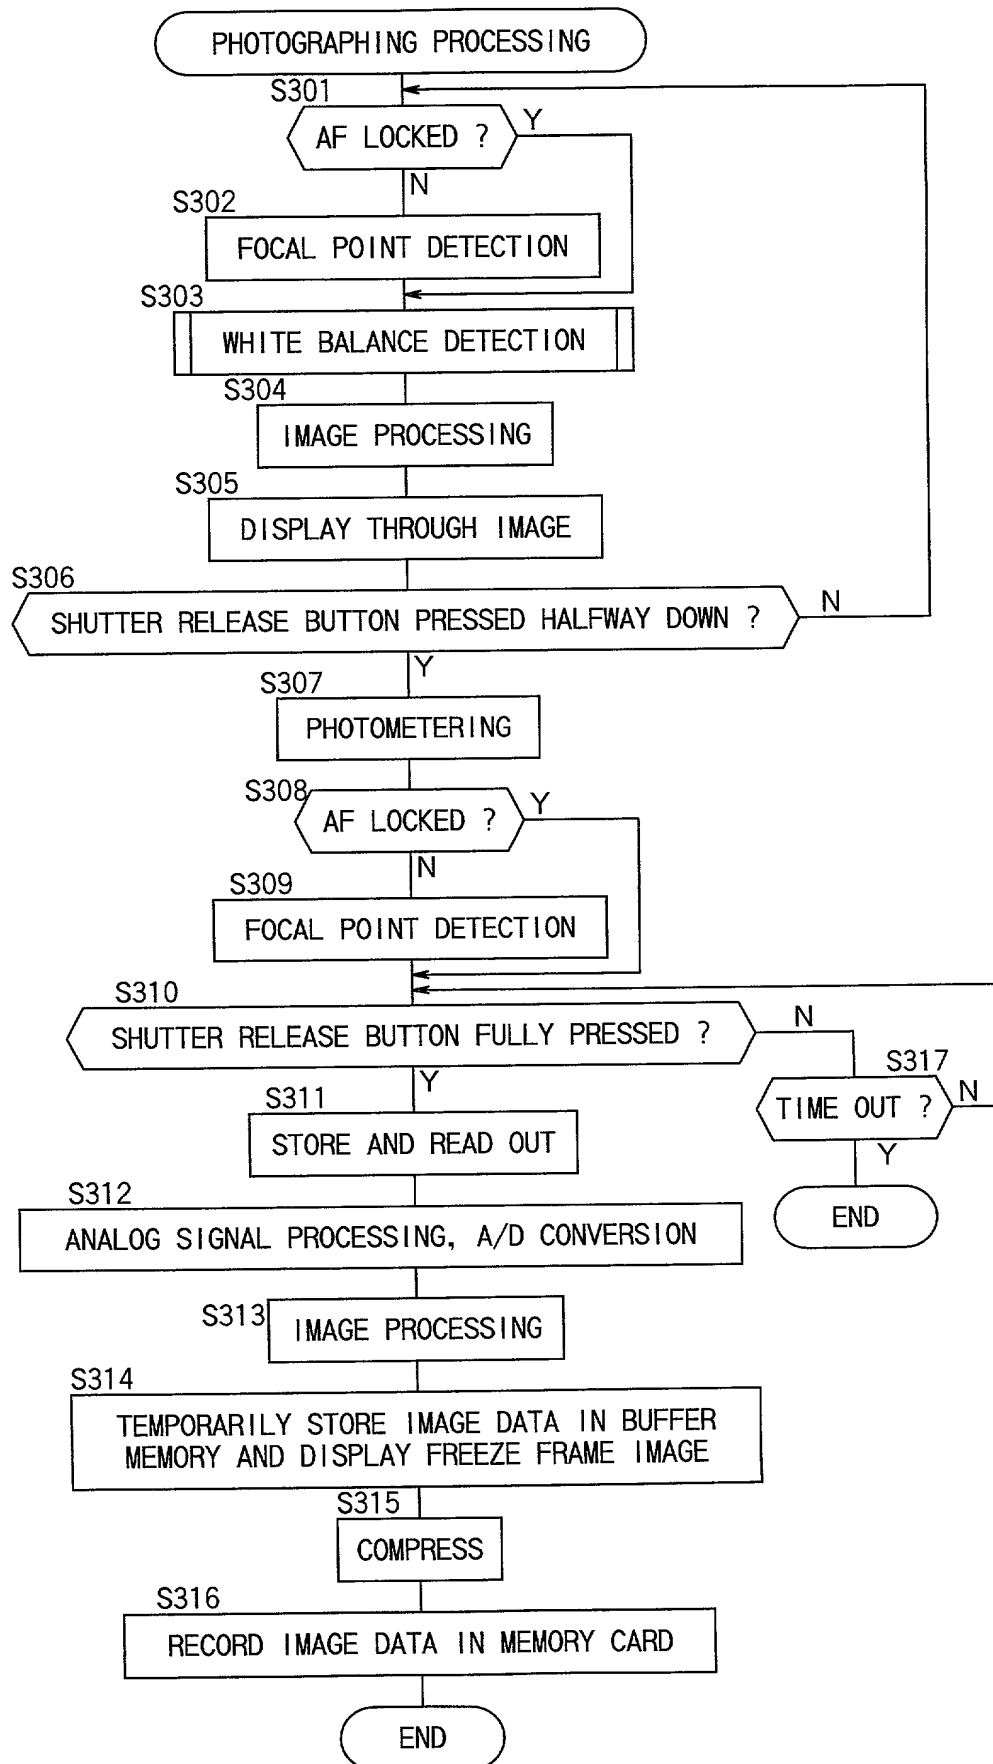 PHOTOGRAPHING PROCESSING
S301
AF LOCKED ?
Y
N
S302
FOCAL POINT DETECTION
S303
WHITE BALANCE DETECTION
S304
IMAGE PROCESSING
S305
DISPLAY THROUGH IMAGE
S306
SHUTTER RELEASE BUTTON PRESSED HALFWAY DOWN ?
N
Y
S307
PHOTOMETERING
S308
AF LOCKED ?
Y
N
S309
FOCAL POINT DETECTION
S310
SHUTTER RELEASE BUTTON FULLY PRESSED ?
N
Y
S317
TIME OUT ?
N
Y
END
S311
STORE AND READ OUT
S312
ANALOG SIGNAL PROCESSING, A/D CONVERSION
S313
IMAGE PROCESSING
S314
TEMPORARILY STORE IMAGE DATA IN BUFFER
MEMORY AND DISPLAY FREEZE FRAME IMAGE
S315
COMPRESS
S316
RECORD IMAGE DATA IN MEMORY CARD
END